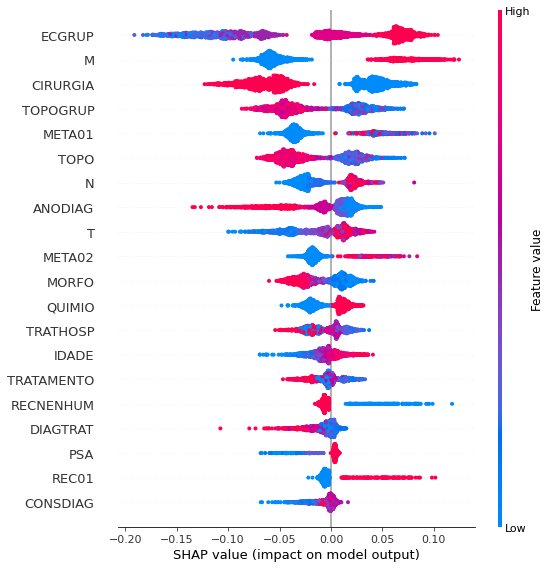 High
ECGRUP
M
CIRURGIA
TOPOGRUP
META01
TOPO
N
ANODIAG
T
META02
MORFO
QUIMIO
TRATHOSP
IDADE
TRATAMENTO
RECNENHUM
DIAGTRAT
PSA
REC01
CONSDIAG
Feature value
Low
−0.20 −0.15 −0.10 −0.05 0.00 0.05 0.10
SHAP value (impact on model output)